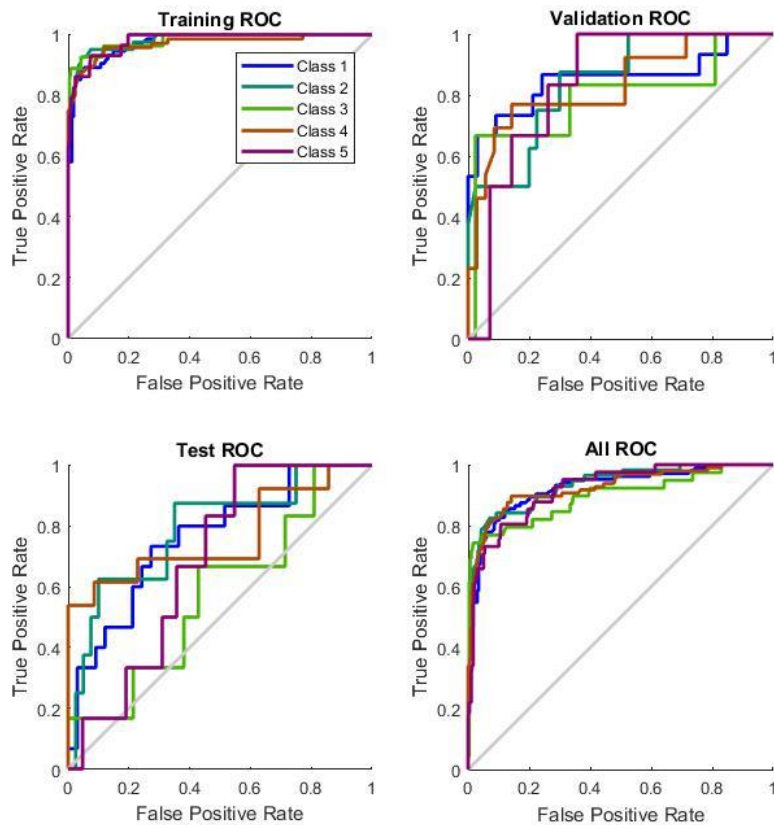 Training ROC
True Positive Rate
1
0.8
0.6
0.4
0.2
0
Class 1
Class 2
Class 3
Class 4
Class 5
0 0.2 0.4 0.6 0.8 1
False Positive Rate
Validation ROC
True Positive Rate
1
0.8
0.6
0.4
0.2
0
0 0.2 0.4 0.6 0.8 1
False Positive Rate
Test ROC
True Positive Rate
1
0.8
0.6
0.4
0.2
0
0 0.2 0.4 0.6 0.8 1
False Positive Rate
All ROC
True Positive Rate
1
0.8
0.6
0.4
0.2
0
0 0.2 0.4 0.6 0.8 1
False Positive Rate